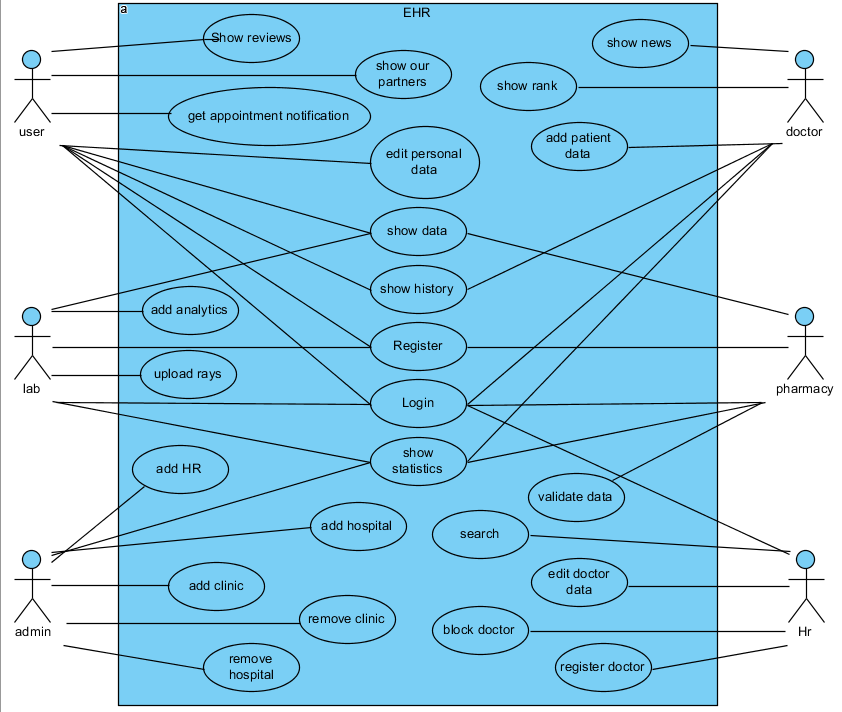 a
EHR
Show reviews
show news
show our
partners
show rank
get appointment notification
user
doctor
add patient
data
edit personal
data
show data
show history
add analytics
Register
upload rays
lab
pharmacy
Login
show
statistics
add HR
validate data
add hospital
search
add clinic
edit doctor
data
remove clinic
block doctor
admin
Hr
remove
hospital
register doctor